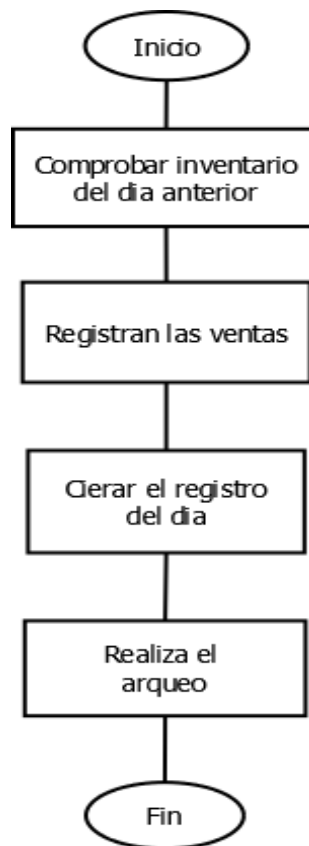 Inicio
Comprobar inventario
del dia anterior
Registran las ventas
Cierar el registro
del dia
Realiza el
arqueo
Fin